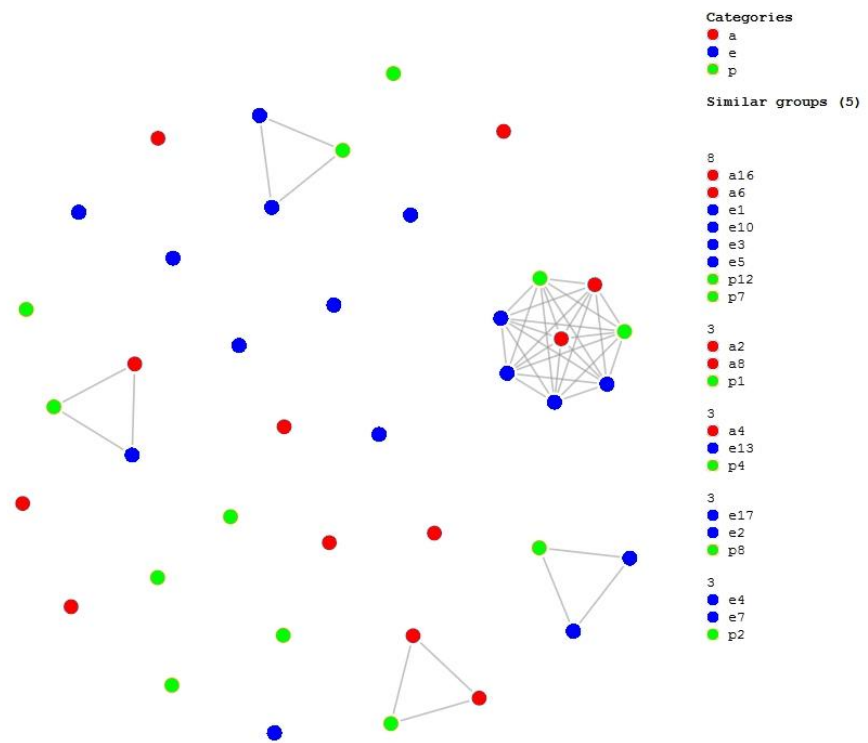 Categories
a
e
p
Similar groups (5)
8
a16
a6
e1
e10
e3
e5
p12
p7
3
a2
a8
p1
3
a4
e13
p4
3
e17
e2
p8
3
e4
e7
p2